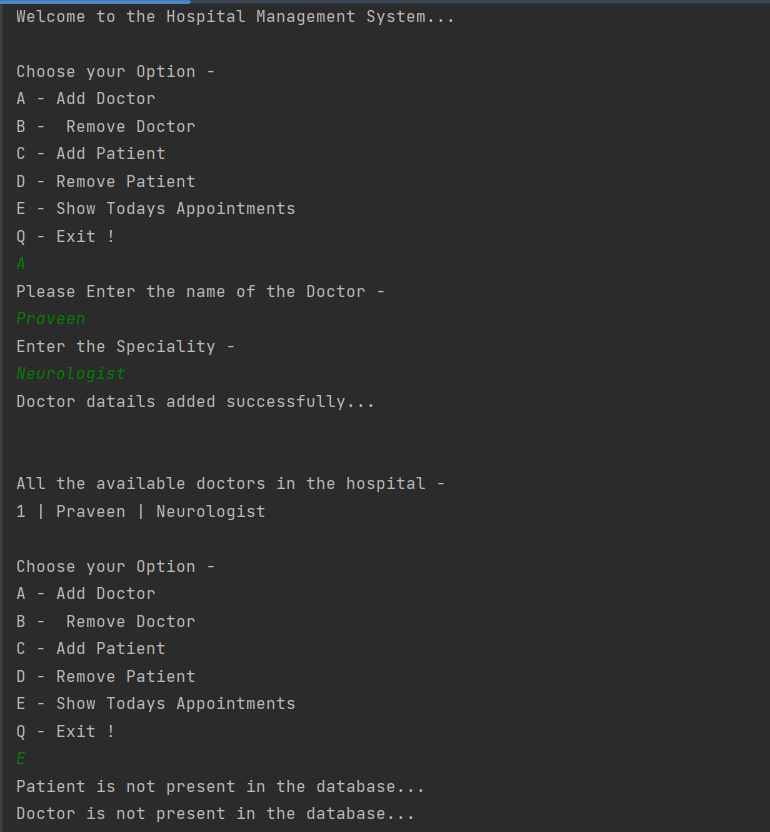 Welcome to the Hospital Management System...
Choose your Option -
A - Add Doctor
B -  Remove Doctor
C - Add Patient
D - Remove Patient
E - Show Todays Appointments
Q - Exit !
A
Please Enter the name of the Doctor -
Praveen
Enter the Speciality -
Neurologist
Doctor datails added successfully...
All the available doctors in the hospital -
1 | Praveen | Neurologist
Choose your Option -
A - Add Doctor
B -  Remove Doctor
C - Add Patient
D - Remove Patient
E - Show Todays Appointments
Q - Exit !
E
Patient is not present in the database...
Doctor is not present in the database...